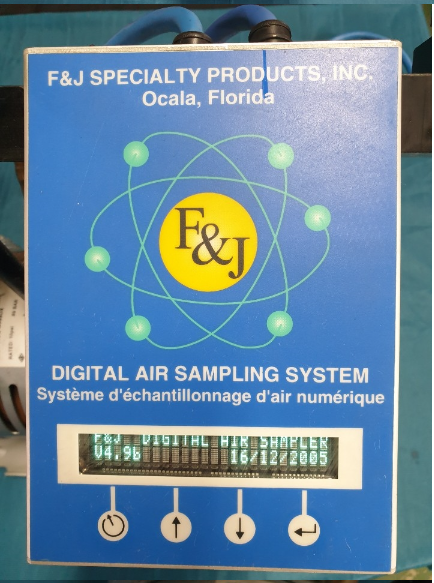 F&J SPECIALTY PRODUCTS, INC.
Ocala, Florida
F&J
DIGITAL AIR SAMPLING SYSTEM
Système d'échantillonnage d'air numérique
F&J DIGITAL AIR SAMPLER
V4.9b 16/12/2005